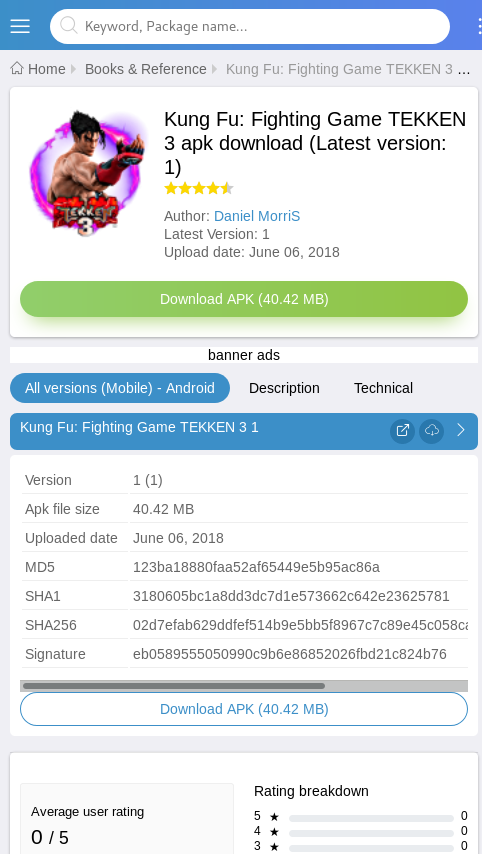 Keyword, Package name...
Home Books & Reference Kung Fu: Fighting Game TEKKEN 3 ...
TEKKEN
3
Kung Fu: Fighting Game TEKKEN
3 apk download (Latest version:
1)
Author: Daniel MorriS
Latest Version: 1
Upload date: June 06, 2018
Download APK (40.42 MB)
banner ads
All versions (Mobile) - Android Description Technical
Kung Fu: Fighting Game TEKKEN 3 1
Version 1 (1)
Apk file size 40.42 MB
Uploaded date June 06, 2018
MD5 123ba18880faa52af65449e5b95ac86a
SHA1 3180605bc1a8dd3dc7d1e573662c642e23625781
SHA256 02d7efab629ddfef514b9e5bb5f8967c7c89e45c058ca
Signature eb0589555050990c9b6e86852026fbd21c824b76
Download APK (40.42 MB)
Average user rating
0 / 5
Rating breakdown
5 ★ 0
4 ★ 0
3 ★ 0